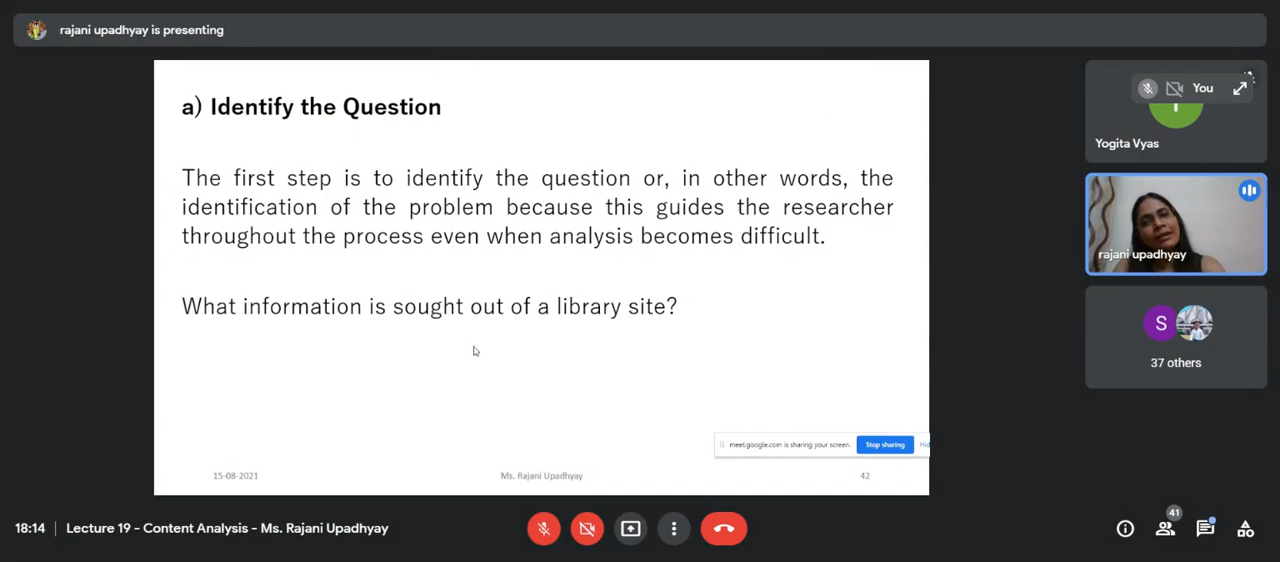 rajani upadhyay is presenting
a) Identify the Question
The first step is to identify the question or, in other words, the
identification of the problem because this guides the researcher
throughout the process even when analysis becomes difficult.
What information is sought out of a library site?
meet.google.com is sharing your screen.
Stop sharing
15-08-2021
Ms. Rajani Upadhyay
42
You
Yogita Vyas
rajani upadhyay
S
37 others
18:14
Lecture 19 - Content Analysis - Ms. Rajani Upadhyay
41